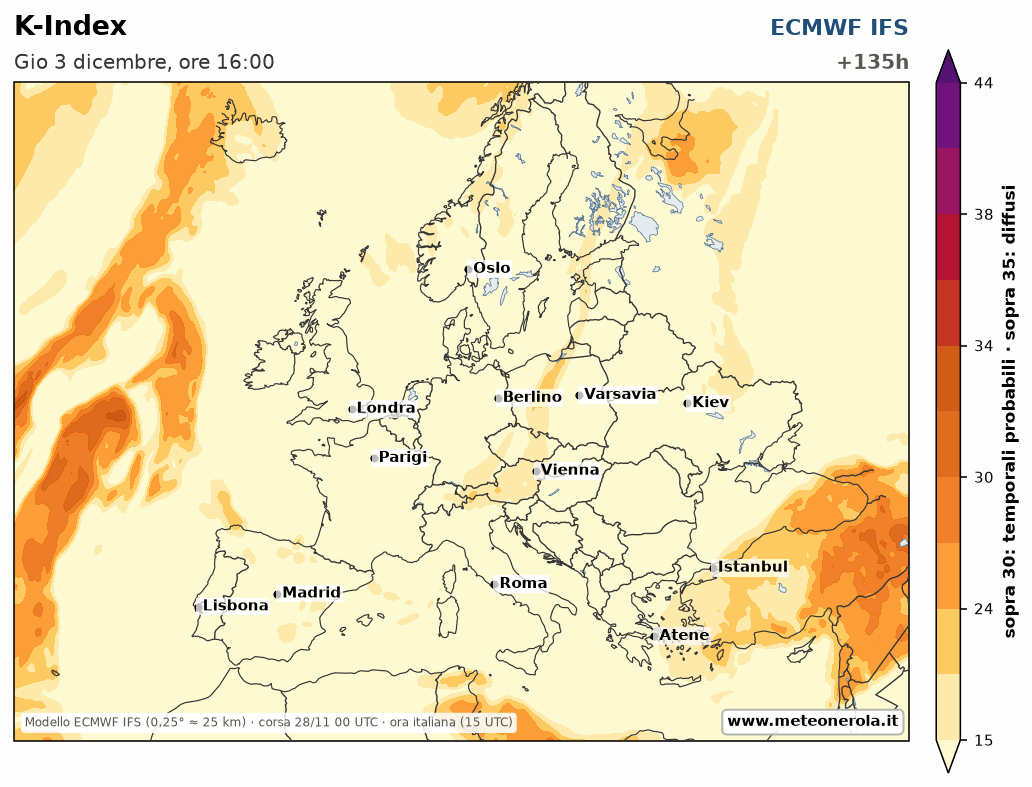 K-Index
ECMWF IFS
Gio 3 dicembre, ore 16:00
+135h
Oslo
Londra
Berlino
Varsavia
Kiev
Parigi
Vienna
Istanbul
Roma
Madrid
Lisbona
Atene
Modello ECMWF IFS (0,25° ≈ 25 km) · corsa 28/11 00 UTC · ora italiana (15 UTC)
www.meteonerola.it
44
38
34
30
24
15
sopra 30: temporali probabili · sopra 35: diffusi